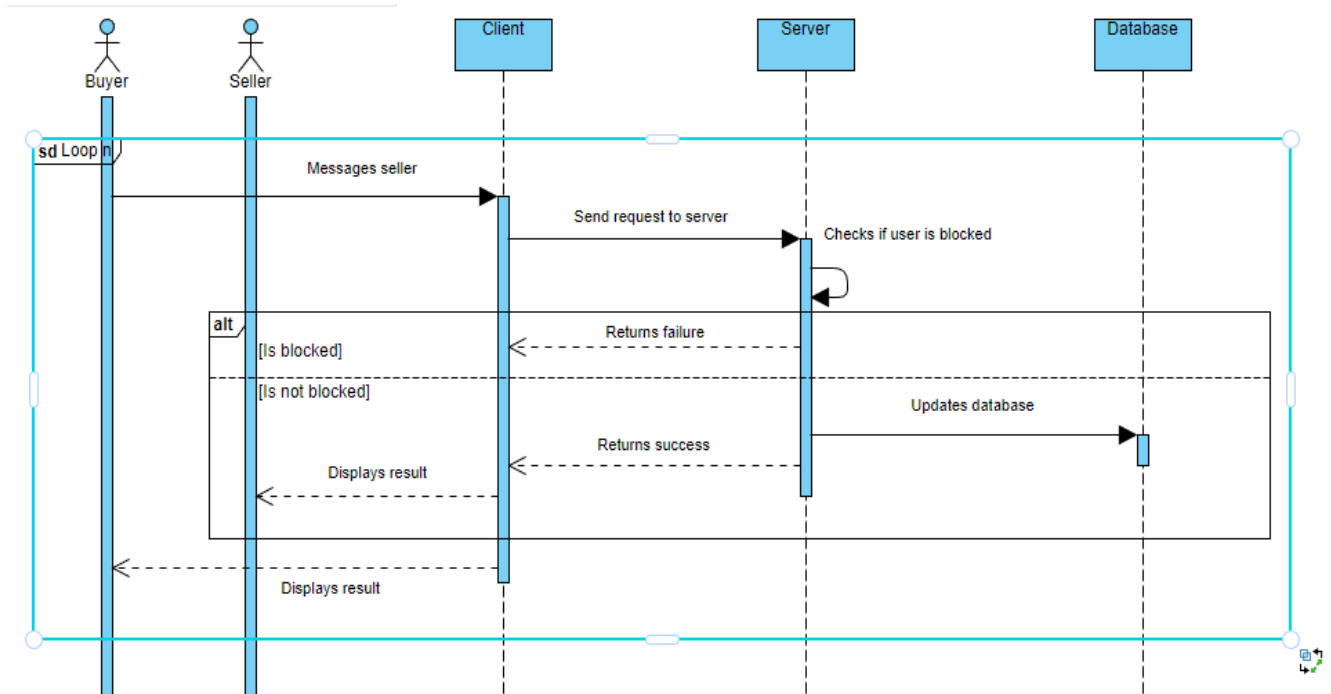 Client
Server
Database
Buyer
Seller
sd Loop n
Messages seller
Send request to server
Checks if user is blocked
alt
Returns failure
[Is blocked]
[Is not blocked]
Updates database
Returns success
Displays result
Displays result